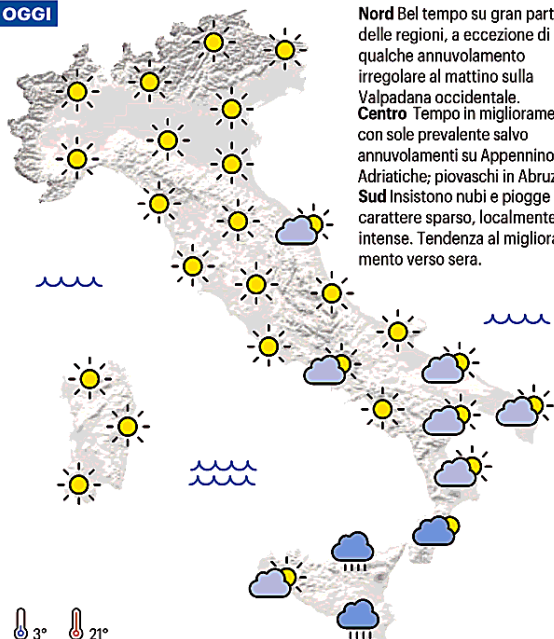 OGGI
Nord Bel tempo su gran part
delle regioni, a eccezione di
qualche annuvolamento
irregolare al mattino sulla
Valpadana occidentale.
Centro Tempo in migliorame
con sole prevalente salvo
annuvolamenti su Appennino
Adriatiche; piovaschi in Abruz
Sud Insistono nubi e piogge
carattere sparso, localmente
intense. Tendenza al migliora
mento verso sera.
3° 21°